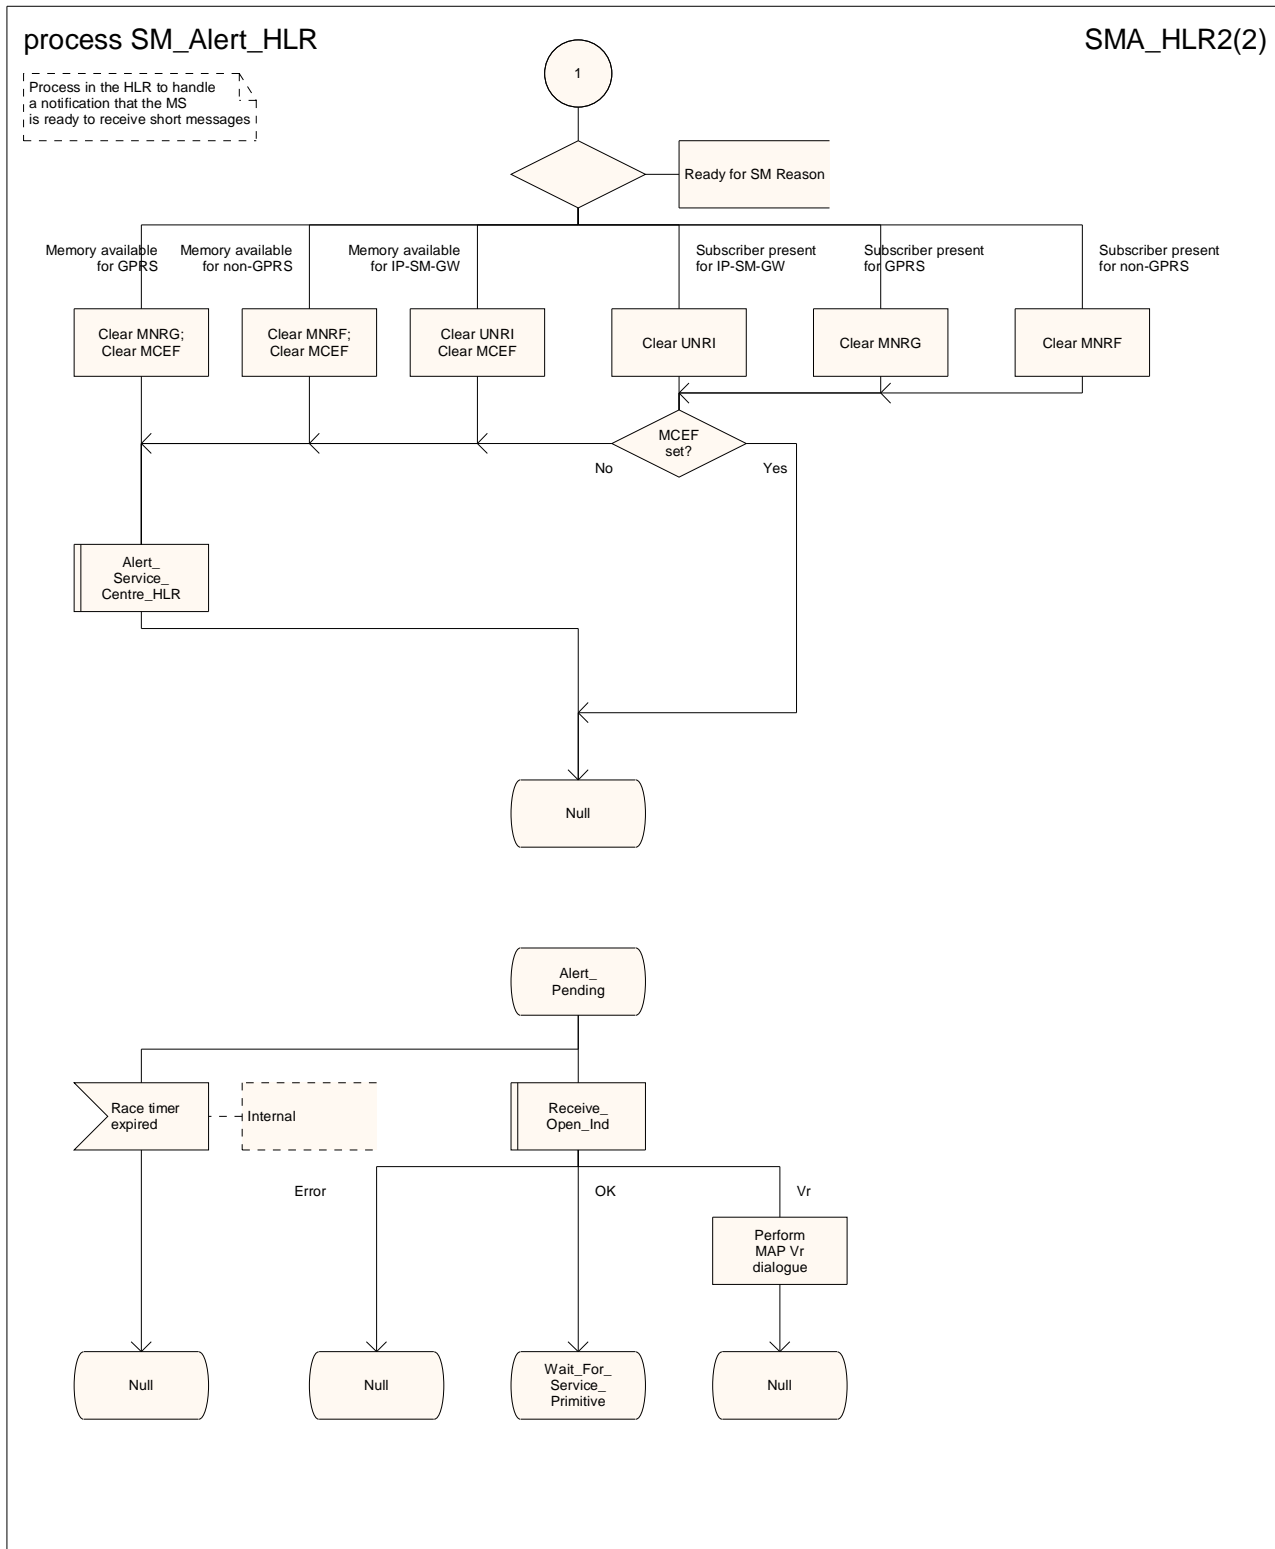 process SM_Alert_HLR
SMA_HLR2(2)
Process in the HLR to handle
a notification that the MS
is ready to receive short messages
1
Ready for SM Reason
Memory available
for GPRS
Memory available
for non-GPRS
Memory available
for IP-SM-GW
Subscriber present
for IP-SM-GW
Subscriber present
for GPRS
Subscriber present
for non-GPRS
Clear MNRG;
Clear MCEF
Clear MNRF;
Clear MCEF
Clear UNRI
Clear MCEF
Clear UNRI
Clear MNRG
Clear MNRF
MCEF
set?
No
Yes
Alert_
Service_
Centre_HLR
Null
Alert_
Pending
Race timer
expired
Internal
Receive_
Open_Ind
Error
OK
Vr
Perform
MAP Vr
dialogue
Null
Null
Wait_For_
Service_
Primitive
Null